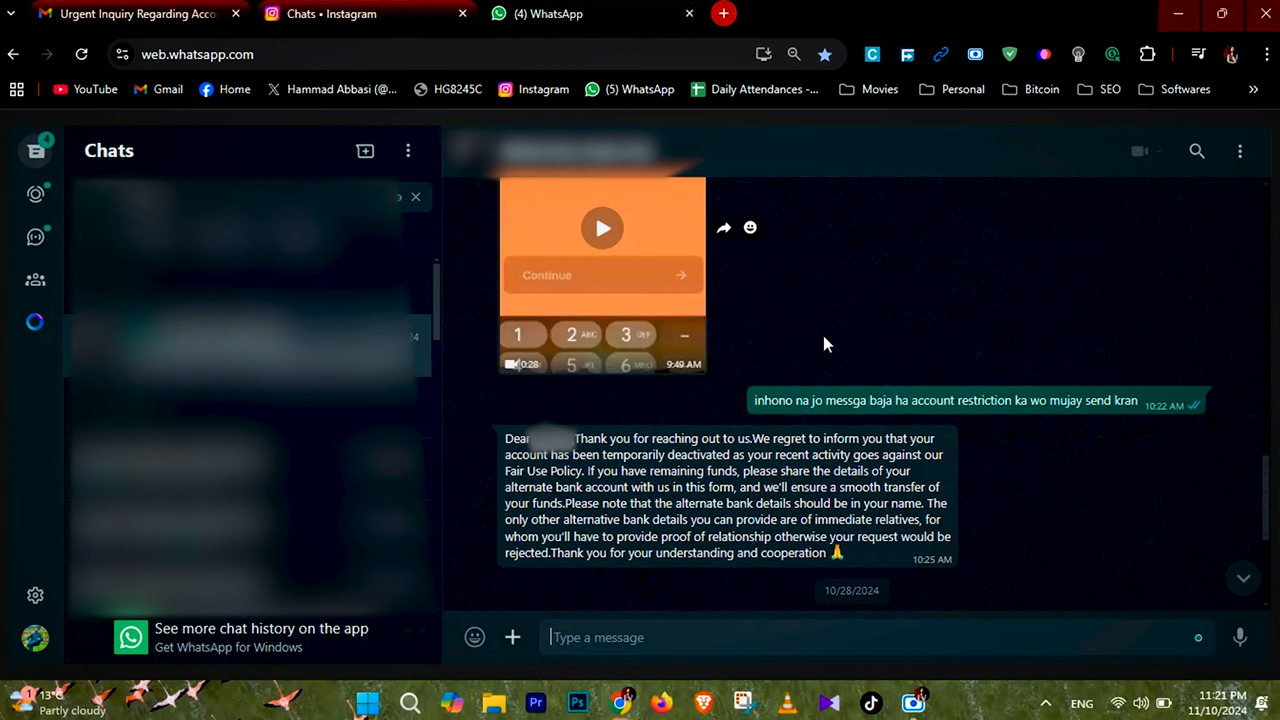 Urgent Inquiry Regarding Acco
Chats • Instagram
(4) WhatsApp
web.whatsapp.com
YouTube
Gmail
Home
Hammad Abbasi (@...
HG8245C
Instagram
(5) WhatsApp
Daily Attendances -...
Movies
Personal
Bitcoin
SEO
Softwares
4
Chats
Continue
1 2 ABC 3 DEF
5 6
0:28 9:49 AM
inhono na jo messga baja ha account restriction ka wo mujay send kran 10:22 AM
Dear Thank you for reaching out to us.We regret to inform you that your
account has been temporarily deactivated as your recent activity goes against our
Fair Use Policy. If you have remaining funds, please share the details of your
alternate bank account with us in this form, and we'll ensure a smooth transfer of
your funds.Please note that the alternate bank details should be in your name. The
only other alternative bank details you can provide are of immediate relatives, for
whom you'll have to provide proof of relationship otherwise your request would be
rejected.Thank you for your understanding and cooperation 🙏
10:25 AM
10/28/2024
See more chat history on the app
Get WhatsApp for Windows
Type a message
1
13°C
Partly cloudy
Pr
Ps
ENG
11:21 PM
11/10/2024